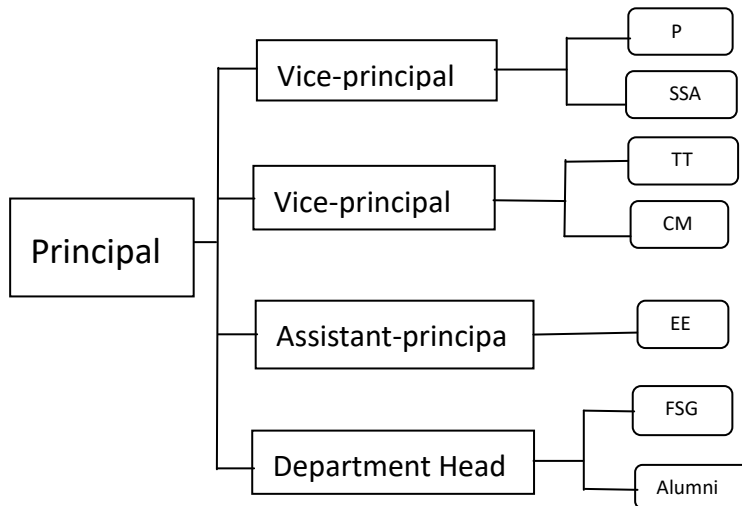 P
Vice-principal
SSA
TT
Vice-principal
CM
Principal
Assistant-principa
EE
FSG
Department Head
Alumni